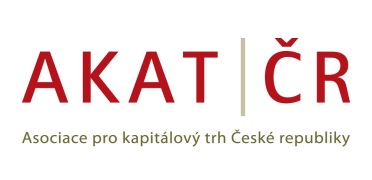 AKAT | ČR
Asociace pro kapitálový trh České republiky